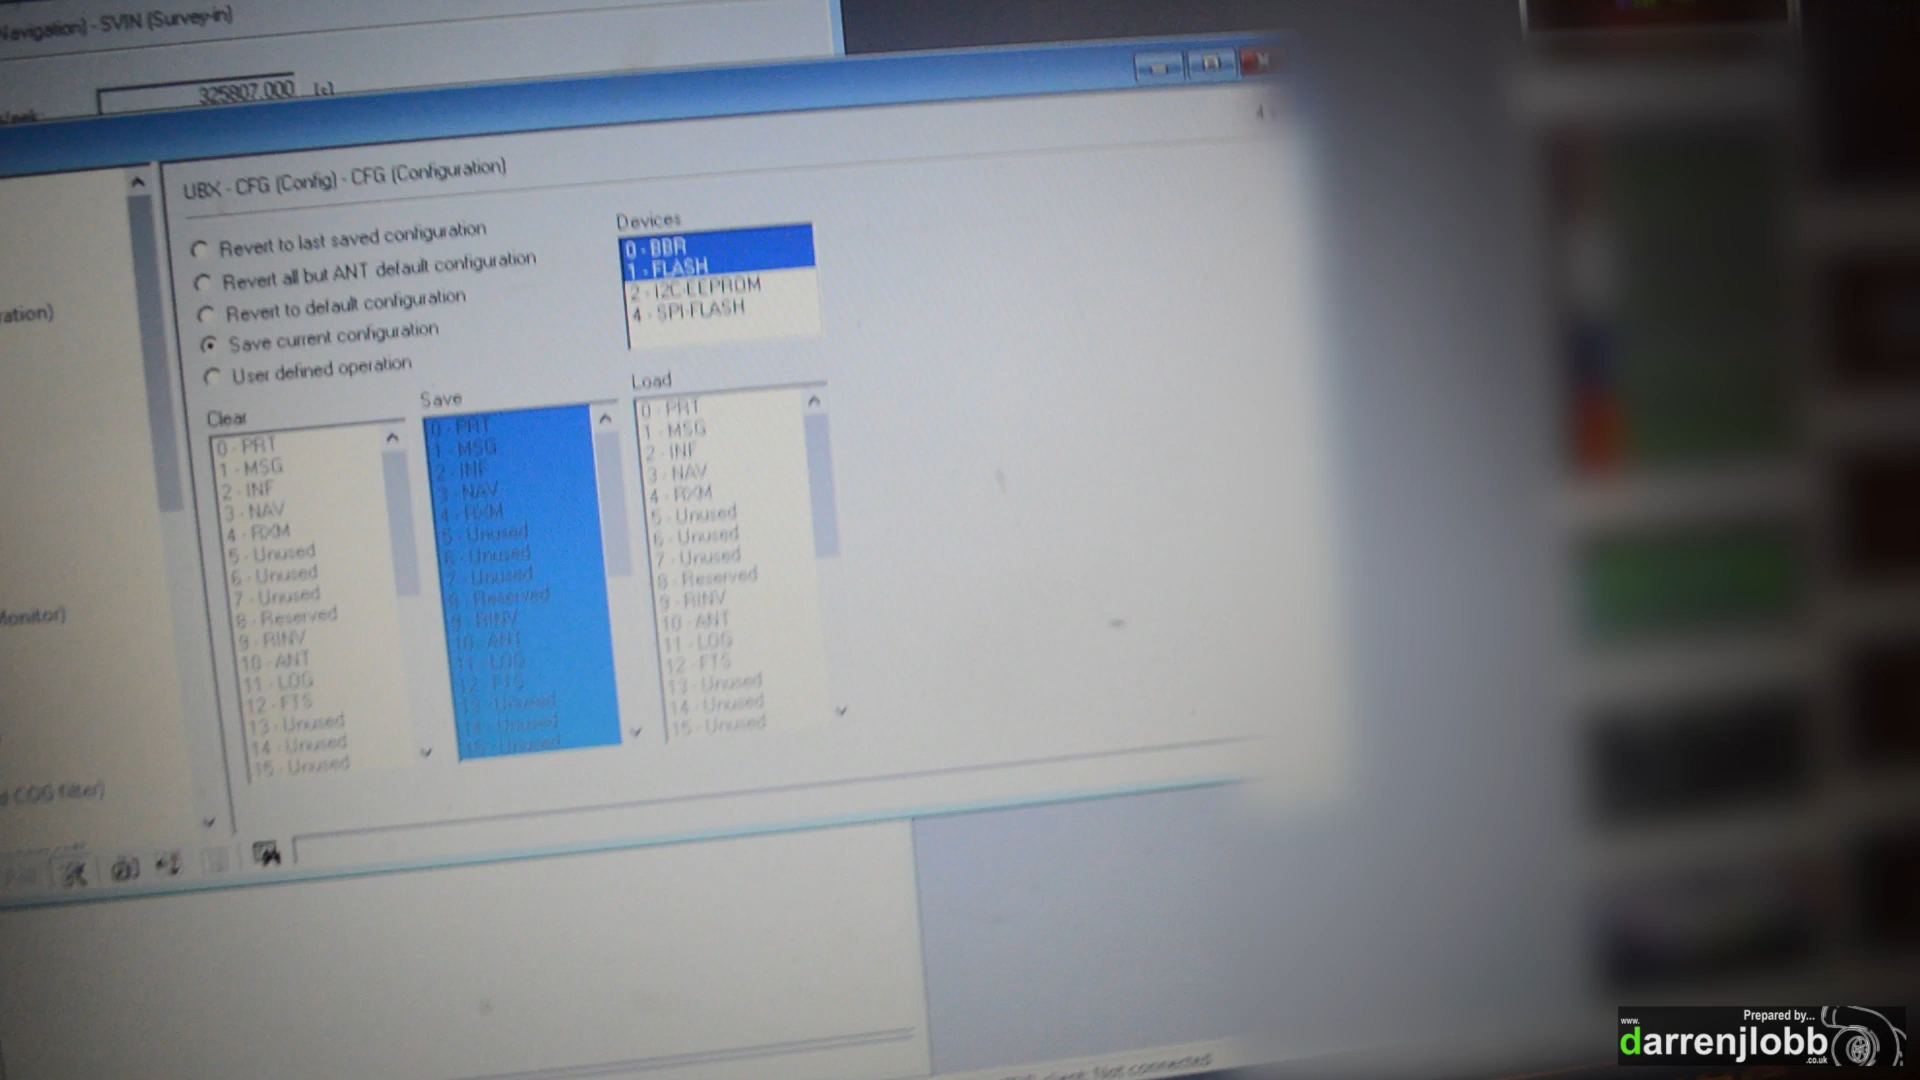 Navigation) - SVIN (Survey-in)
325807.000 [s]
UBX - CFG (Config) - CFG (Configuration)
Revert to last saved configuration
Revert all but ANT default configuration
Revert to default configuration
Save current configuration
User defined operation
Devices
0 - BBR
1 - FLASH
2 - I2C-EEPROM
4 - SPI-FLASH
Clear
0 - PRT
1 - MSG
2 - INF
3 - NAV
4 - RXM
5 - Unused
6 - Unused
7 - Unused
8 - Reserved
9 - RINV
10 - ANT
11 - LOG
12 - FTS
13 - Unused
14 - Unused
15 - Unused
Save
0 - PRT
1 - MSG
2 - INF
3 - NAV
4 - RXM
5 - Unused
6 - Unused
7 - Unused
8 - Reserved
9 - RINV
10 - ANT
11 - LOG
12 - FTS
13 - Unused
14 - Unused
15 - Unused
Load
0 - PRT
1 - MSG
2 - INF
3 - NAV
4 - RXM
5 - Unused
6 - Unused
7 - Unused
8 - Reserved
9 - RINV
10 - ANT
11 - LOG
12 - FTS
13 - Unused
14 - Unused
15 - Unused
ration)
Monitor)
COG filter)
Not connected
Prepared by...
www.
darrenjlobb
.co.uk